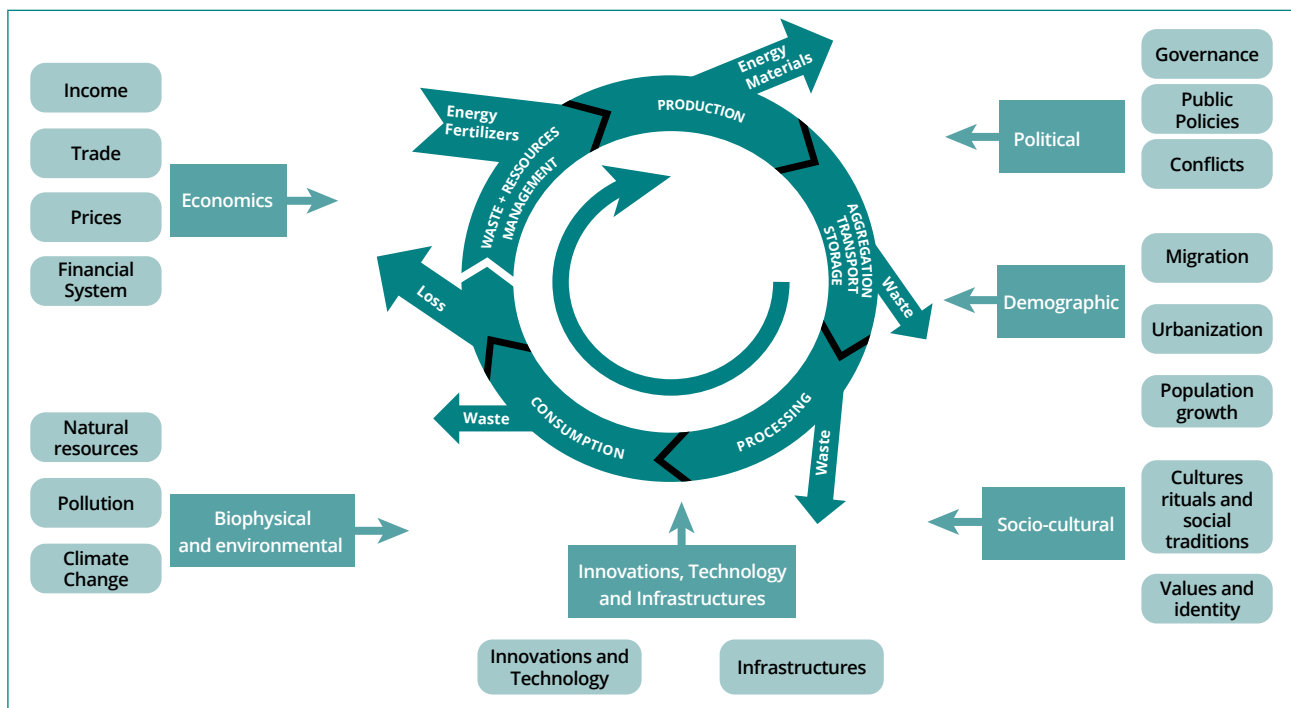 Income
Trade
Prices
Financial
System
Economics
Natural
resources
Pollution
Climate
Change
Biophysical
and environmental
Energy
Fertilizers
WASTE + RESSOURCES
MANAGEMENT
PRODUCTION
Energy
Materials
AGGREGATION
TRANSPORT
STORAGE
Waste
PROCESSING
Waste
CONSUMPTION
Waste
Loss
Innovations, Technology
and Infrastructures
Innovations and
Technology
Infrastructures
Political
Governance
Public
Policies
Conflicts
Demographic
Migration
Urbanization
Population
growth
Socio-cultural
Cultures
rituals and
social
traditions
Values and
identity